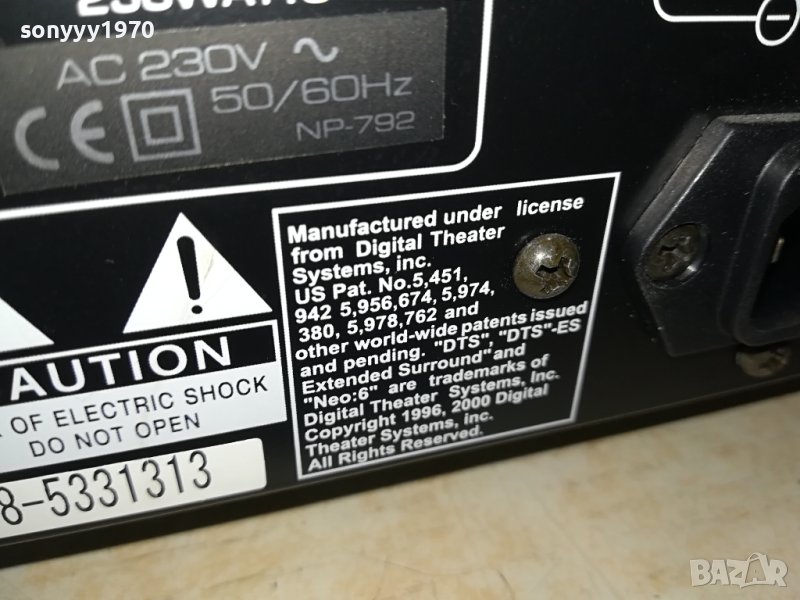 sonyyy1970
AC 230V ~
CE 50/60Hz
NP-792
Manufactured under license
from Digital Theater
Systems, inc.
US Pat. No.5,451,
942 5,956,674, 5,974,
380, 5,978,762 and
other world-wide patents issued
and pending. "DTS", "DTS"-ES
Extended Surround"and
"Neo:6" are trademarks of
Digital Theater Systems, Inc.
Copyright 1996, 2000 Digital
Theater Systems, inc.
All Rights Reserved.
CAUTION
OF ELECTRIC SHOCK
DO NOT OPEN
8-5331313
BAZAR